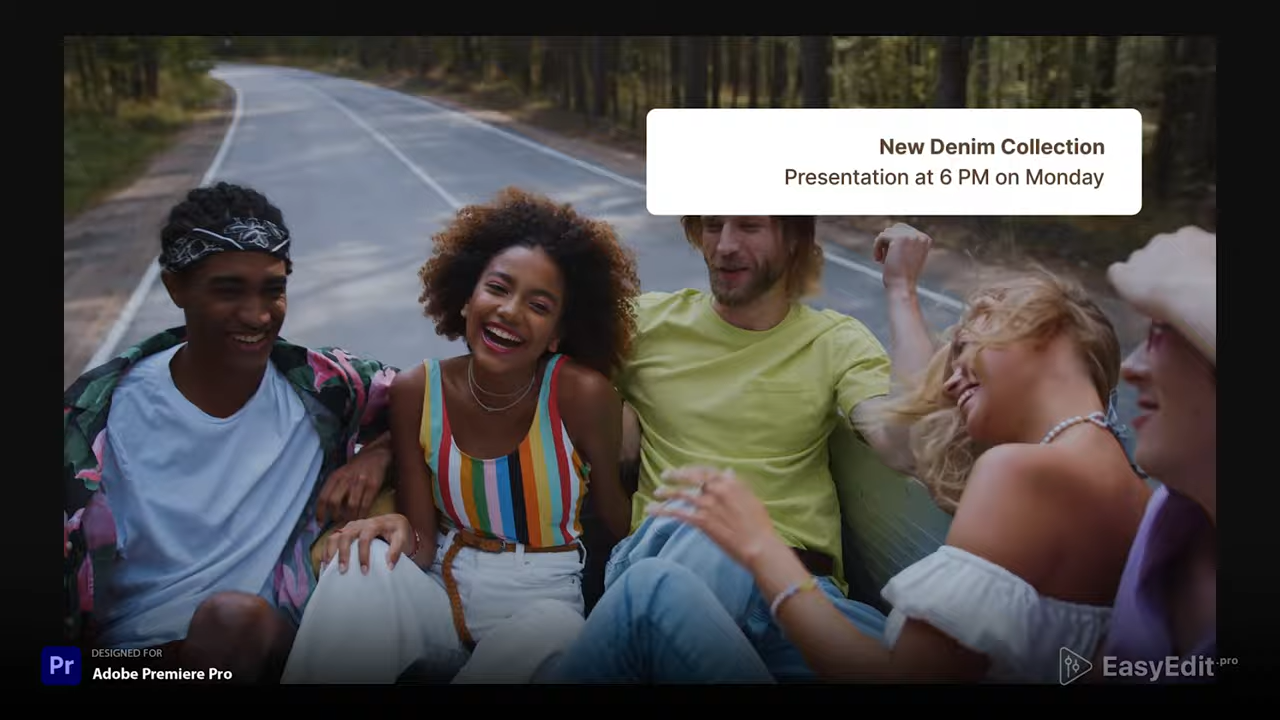 New Denim Collection
Presentation at 6 PM on Monday
Pr
DESIGNED FOR
Adobe Premiere Pro
EasyEdit.pro